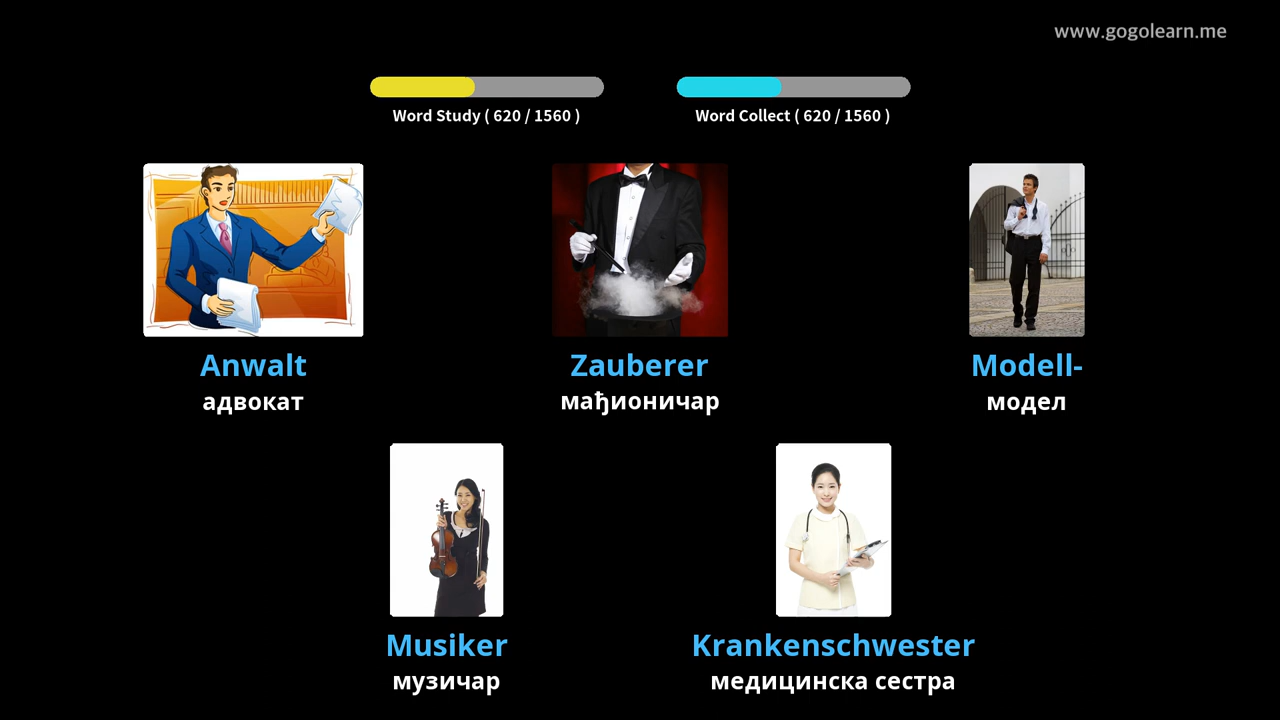 www.gogolearn.me
Word Study ( 620 / 1560 )
Word Collect ( 620 / 1560 )
Anwalt
адвокат
Zauberer
мађионичар
Modell-
модел
Musiker
музичар
Krankenschwester
медицинска сестра